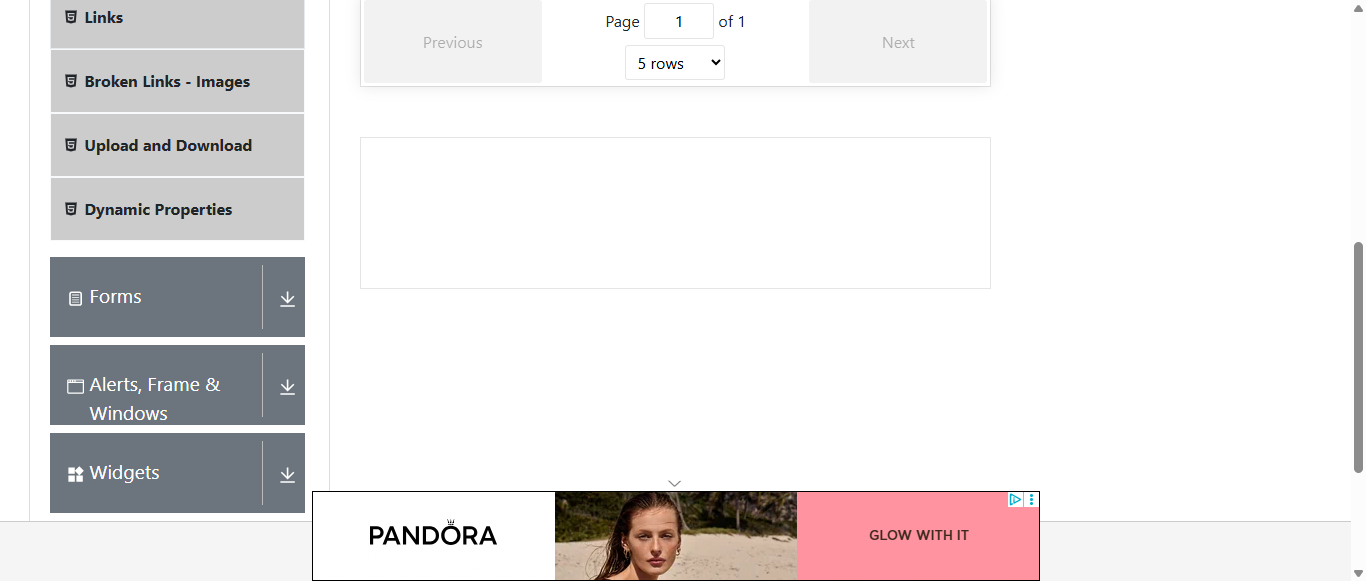 Links
Broken Links - Images
Upload and Download
Dynamic Properties
Forms
Alerts, Frame &
Windows
Widgets
Previous
Page 1 of 1
5 rows
Next
PANDÖRA
GLOW WITH IT